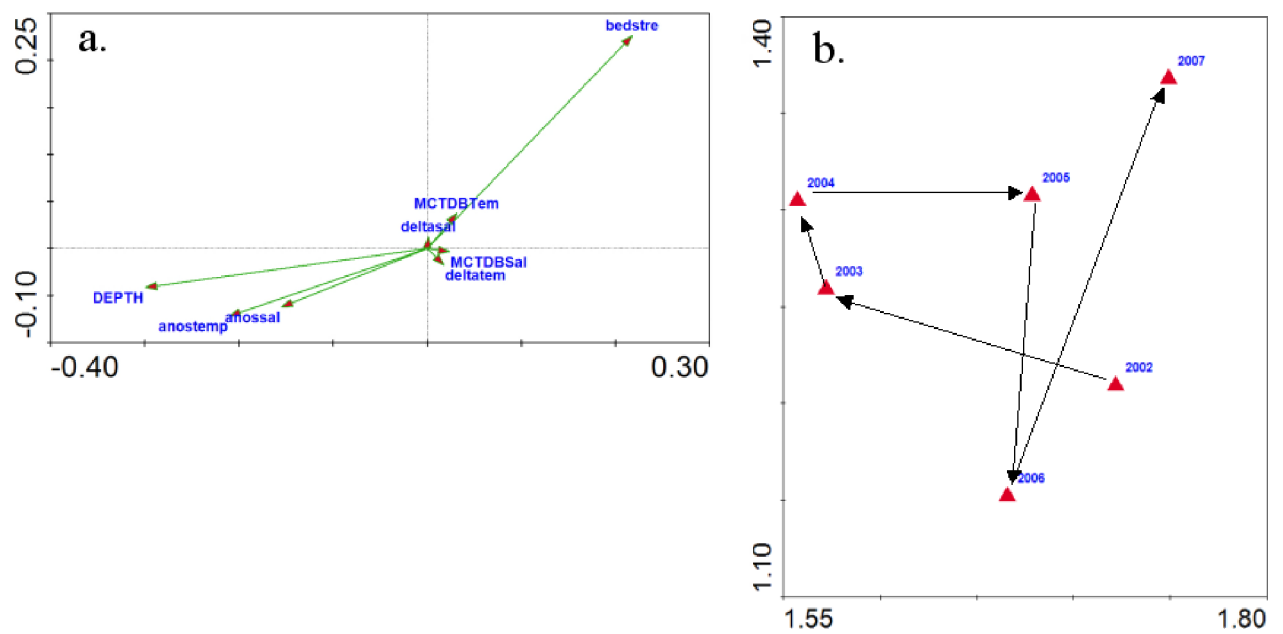 a.
0.25
-0.10
-0.40
0.30
bedstre
MCTDBTem
deltasal
MCTDBSal
deltatem
DEPTH
anossal
anostemp
b.
1.40
1.10
1.55
1.80
2007
2004
2005
2003
2002
2006